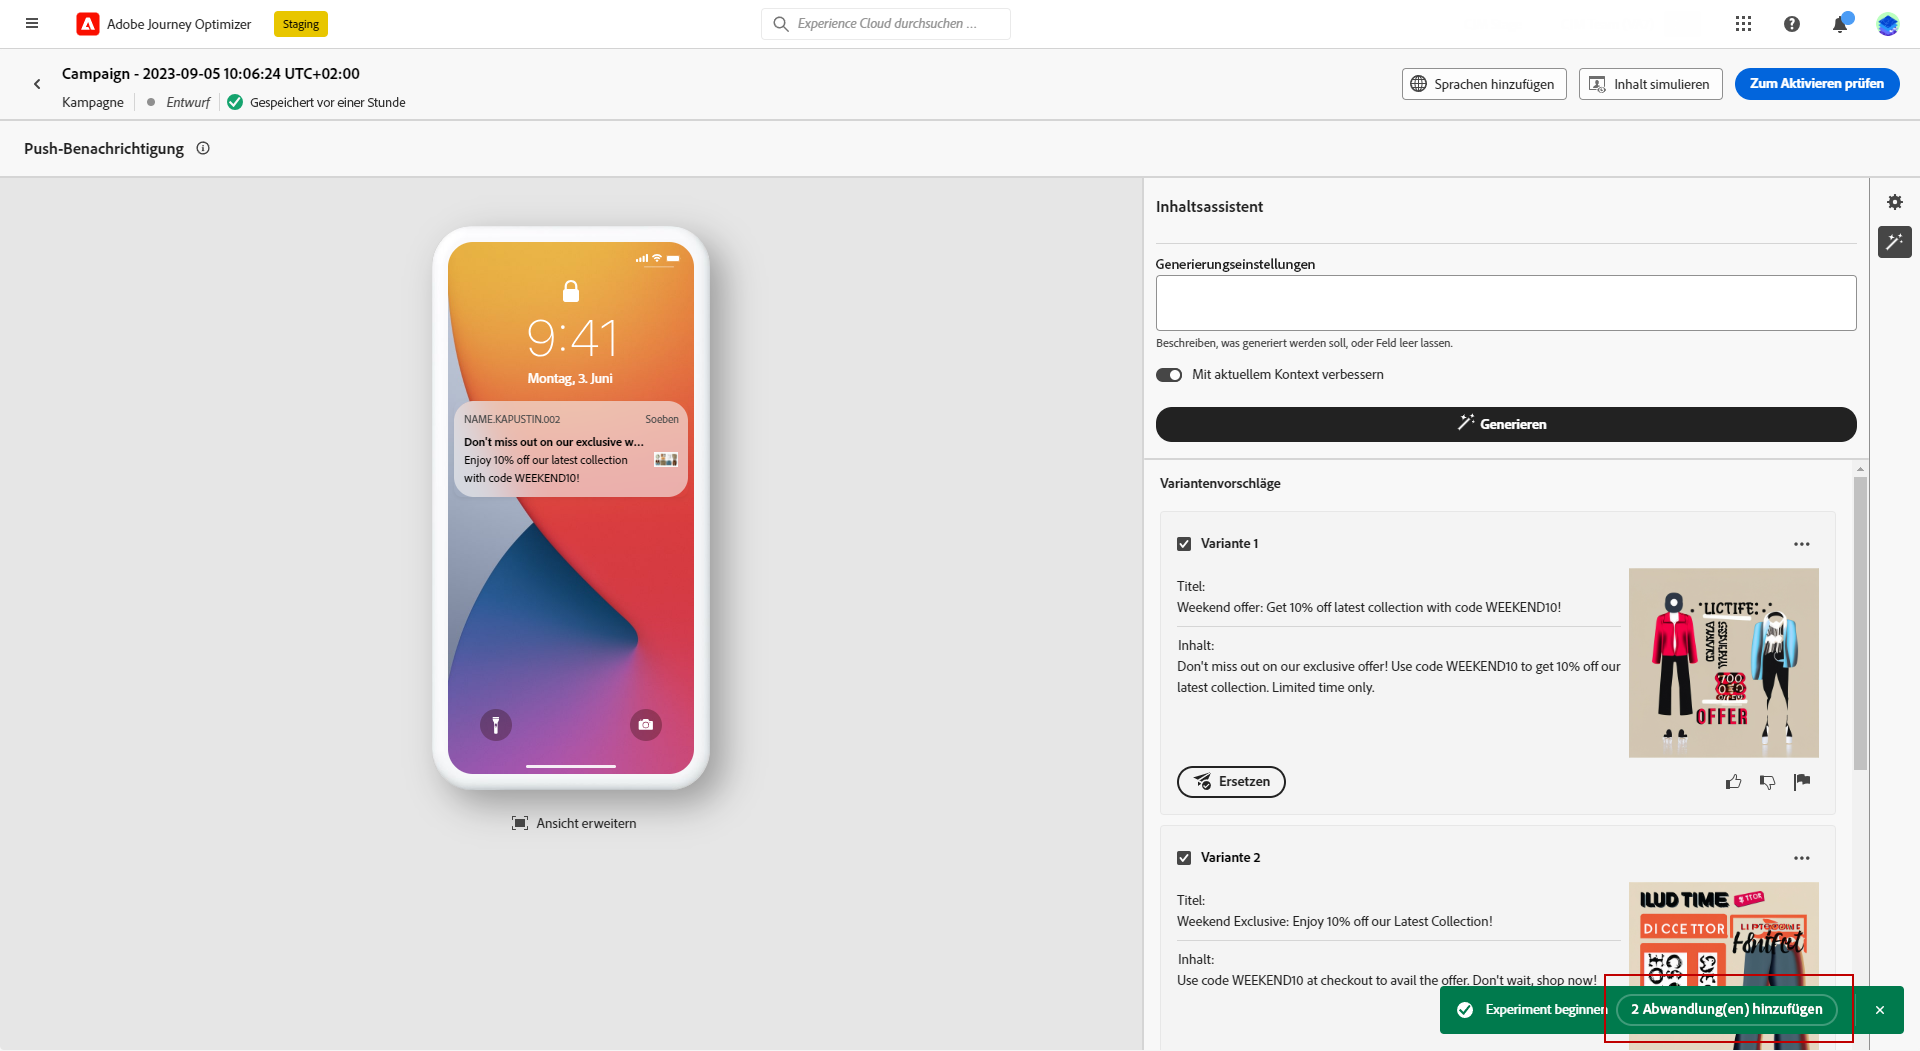 Adobe Journey Optimizer
Staging
Experience Cloud durchsuchen ...
Campaign - 2023-09-05 10:06:24 UTC+02:00
Kampagne
Entwurf
Gespeichert vor einer Stunde
Sprachen hinzufügen
Inhalt simulieren
Zum Aktivieren prüfen
Push-Benachrichtigung
9:41
Montag, 3. Juni
NAME.KAPUSTIN.002
Soeben
Don't miss out on our exclusive w...
Enjoy 10% off our latest collection
with code WEEKEND10!
Ansicht erweitern
Inhaltsassistent
Generierungseinstellungen
Beschreiben, was generiert werden soll, oder Feld leer lassen.
Mit aktuellem Kontext verbessern
Generieren
Variantenvorschläge
Variante 1
Titel:
Weekend offer: Get 10% off latest collection with code WEEKEND10!
Inhalt:
Don't miss out on our exclusive offer! Use code WEEKEND10 to get 10% off our
latest collection. Limited time only.
OFFER
Ersetzen
Variante 2
Titel:
Weekend Exclusive: Enjoy 10% off our Latest Collection!
ILUD TIME
DICCETTOR
Inhalt:
Use code WEEKEND10 at checkout to avail the offer. Don't wait, shop now!
Experiment beginnen
2 Abwandlung(en) hinzufügen